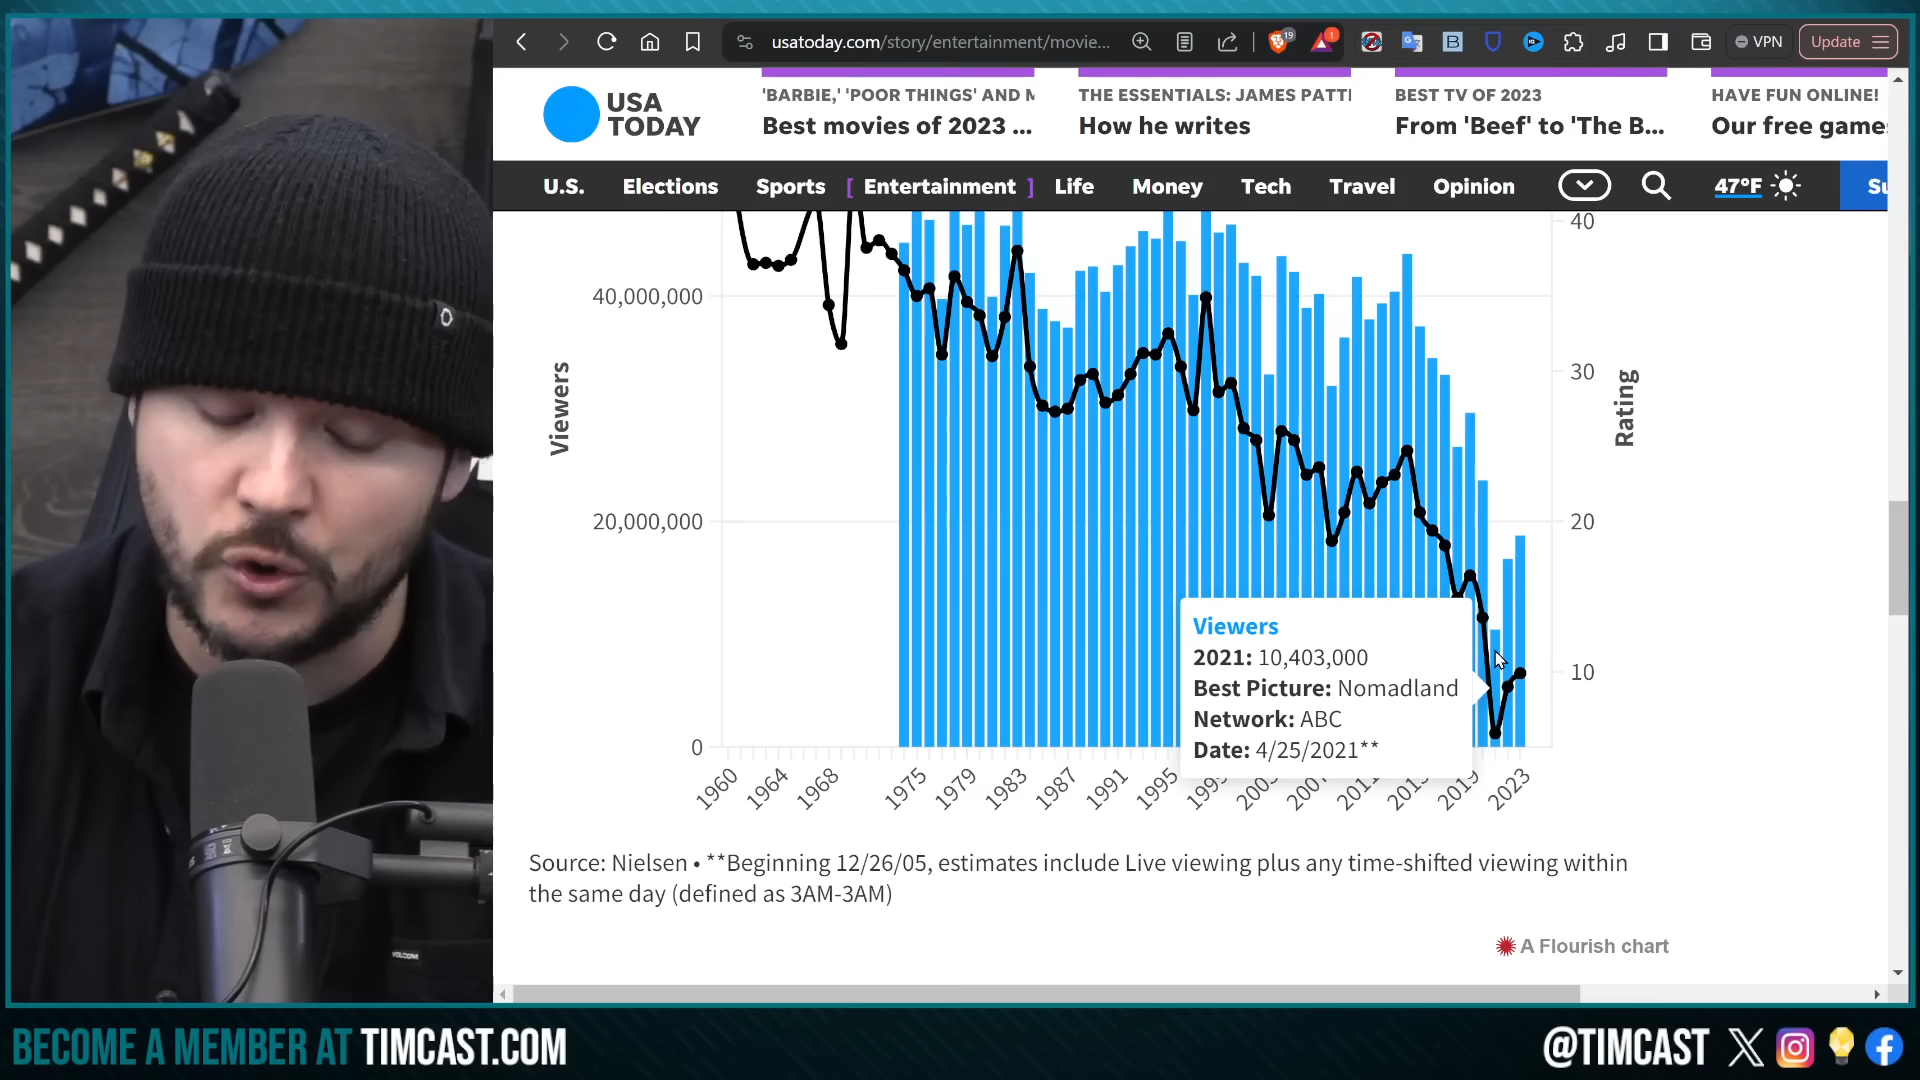 usatoday.com/story/entertainment/movie...
19
1
VPN
Update
USA
TODAY
'BARBIE,' 'POOR THINGS' AND
Best movies of 2023 ...
THE ESSENTIALS: JAMES PATT
How he writes
BEST TV OF 2023
From 'Beef' to 'The B...
HAVE FUN ONLINE!
Our free games
U.S.
Elections
Sports
[ Entertainment ]
Life
Money
Tech
Travel
Opinion
47°F
Su
40
40,000,000
30
20,000,000
20
10
0
Viewers
Rating
Viewers
2021: 10,403,000
Best Picture: Nomadland
Network: ABC
Date: 4/25/2021**
1960
1964
1968
1975
1979
1983
1987
1991
1995
2019
2023
Source: Nielsen • **Beginning 12/26/05, estimates include Live viewing plus any time-shifted viewing within
the same day (defined as 3AM-3AM)
A Flourish chart
VOLCOM
BECOME A MEMBER AT TIMCAST.COM
@TIMCAST